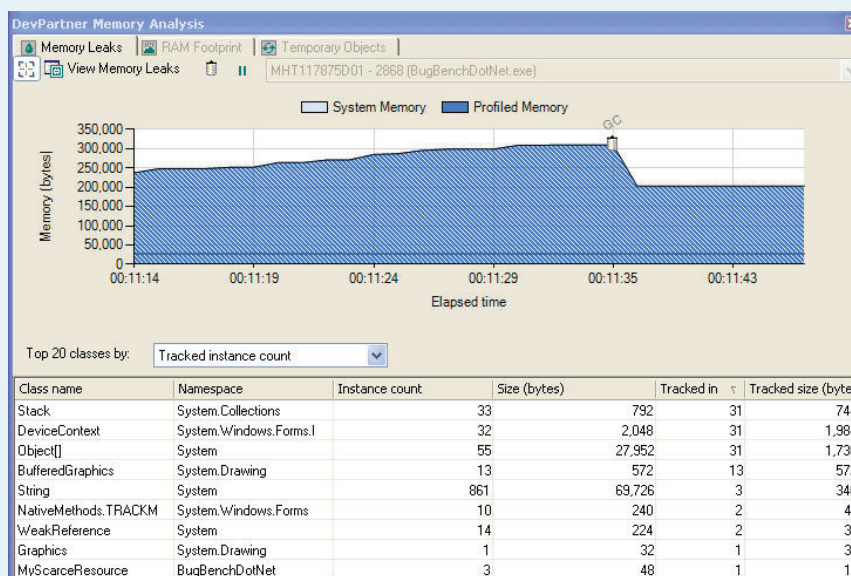 DevPartner Memory Analysis
Memory Leaks RAM Footprint Temporary Objects
View Memory Leaks MHT117875D01 - 2868 (BugBenchDotNet.exe)
System Memory Profiled Memory
GC
350,000
300,000
250,000
200,000
150,000
100,000
50,000
0
Memory (bytes)
00:11:14 00:11:19 00:11:24 00:11:29 00:11:35 00:11:43
Elapsed time
Top 20 classes by: Tracked instance count
Class name Namespace Instance count Size (bytes) Tracked in Tracked size (byte
Stack System.Collections 33 792 31 74
DeviceContext System.Windows.Forms.I 32 2,048 31 1,98
Object[] System 55 27,952 31 1,73
BufferedGraphics System.Drawing 13 572 13 57
String System 861 69,726 3 34
NativeMethods.TRACKM System.Windows.Forms 10 240 2 4
WeakReference System 14 224 2 3
Graphics System.Drawing 1 32 1 3
MyScarceResource BugBenchDotNet 3 48 1 1